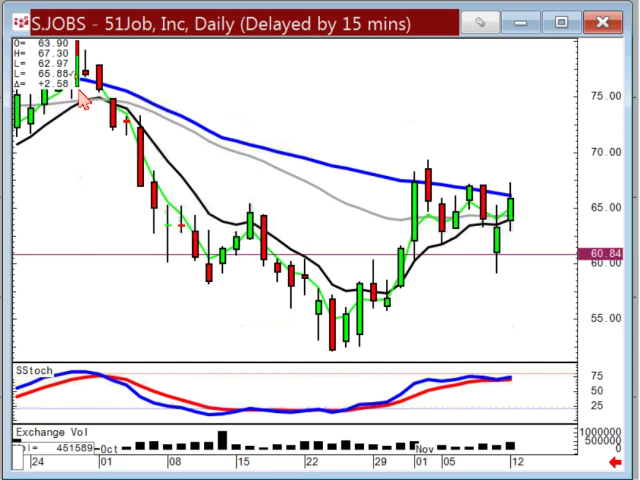 SJOBS - 51Job, Inc, Daily (Delayed by 15 mins)
O= 63.90
H= 67.30
L= 62.97
L= 65.88
Δ= +2.58
75.00
70.00
65.00
60.84
60.00
55.00
SStoch
75
50
25
Exchange Vol
1000000
500000
0
451589
Oct
Nov
24
01
08
15
22
29
01
05
12